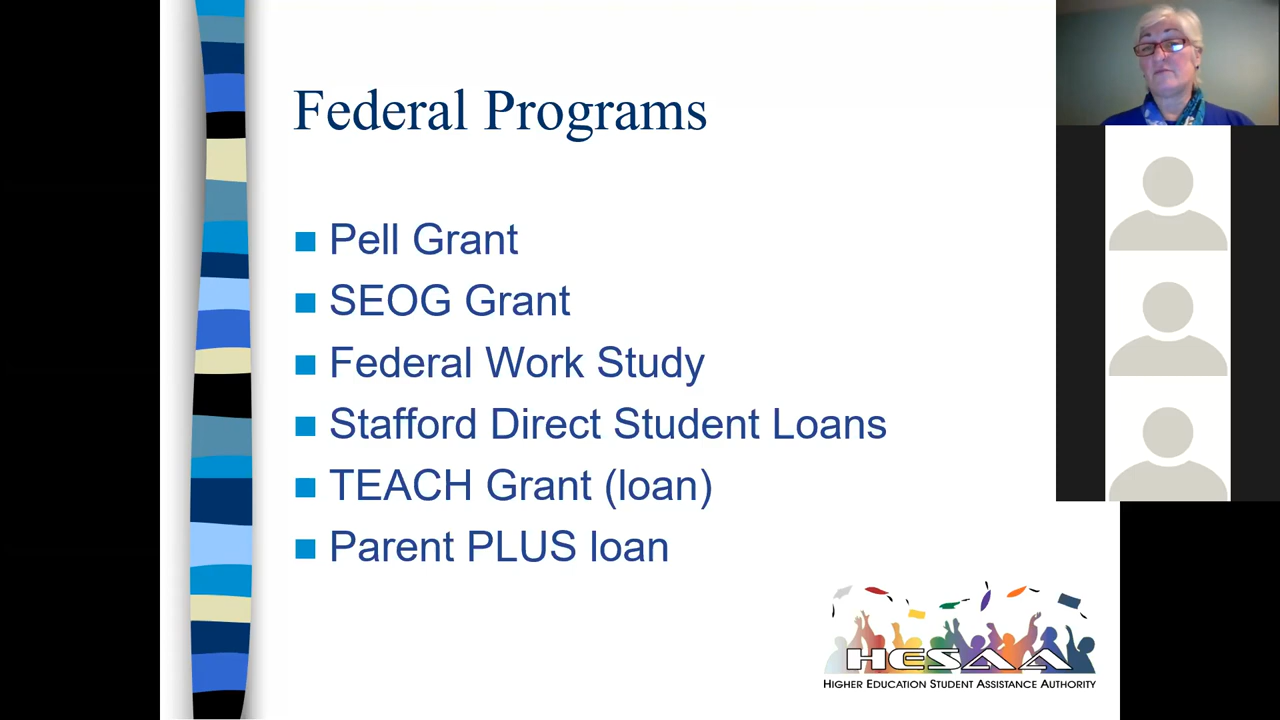 Federal Programs
Pell Grant
SEOG Grant
Federal Work Study
Stafford Direct Student Loans
TEACH Grant (loan)
Parent PLUS loan
HESAA
HIGHER EDUCATION STUDENT ASSISTANCE AUTHORITY